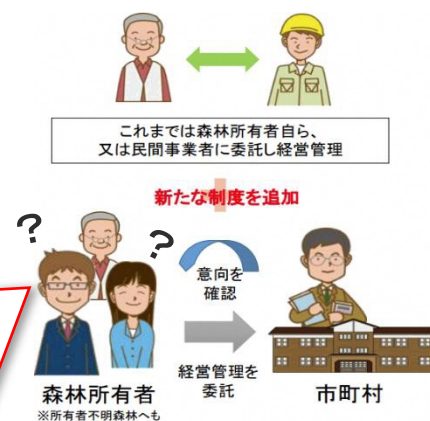 これまでは森林所有者自ら、
又は民間事業者に委託し経営管理
新たな制度を追加
? ?
意向を
確認
経営管理を
委託
森林所有者
市町村
※所有者不明森林へも